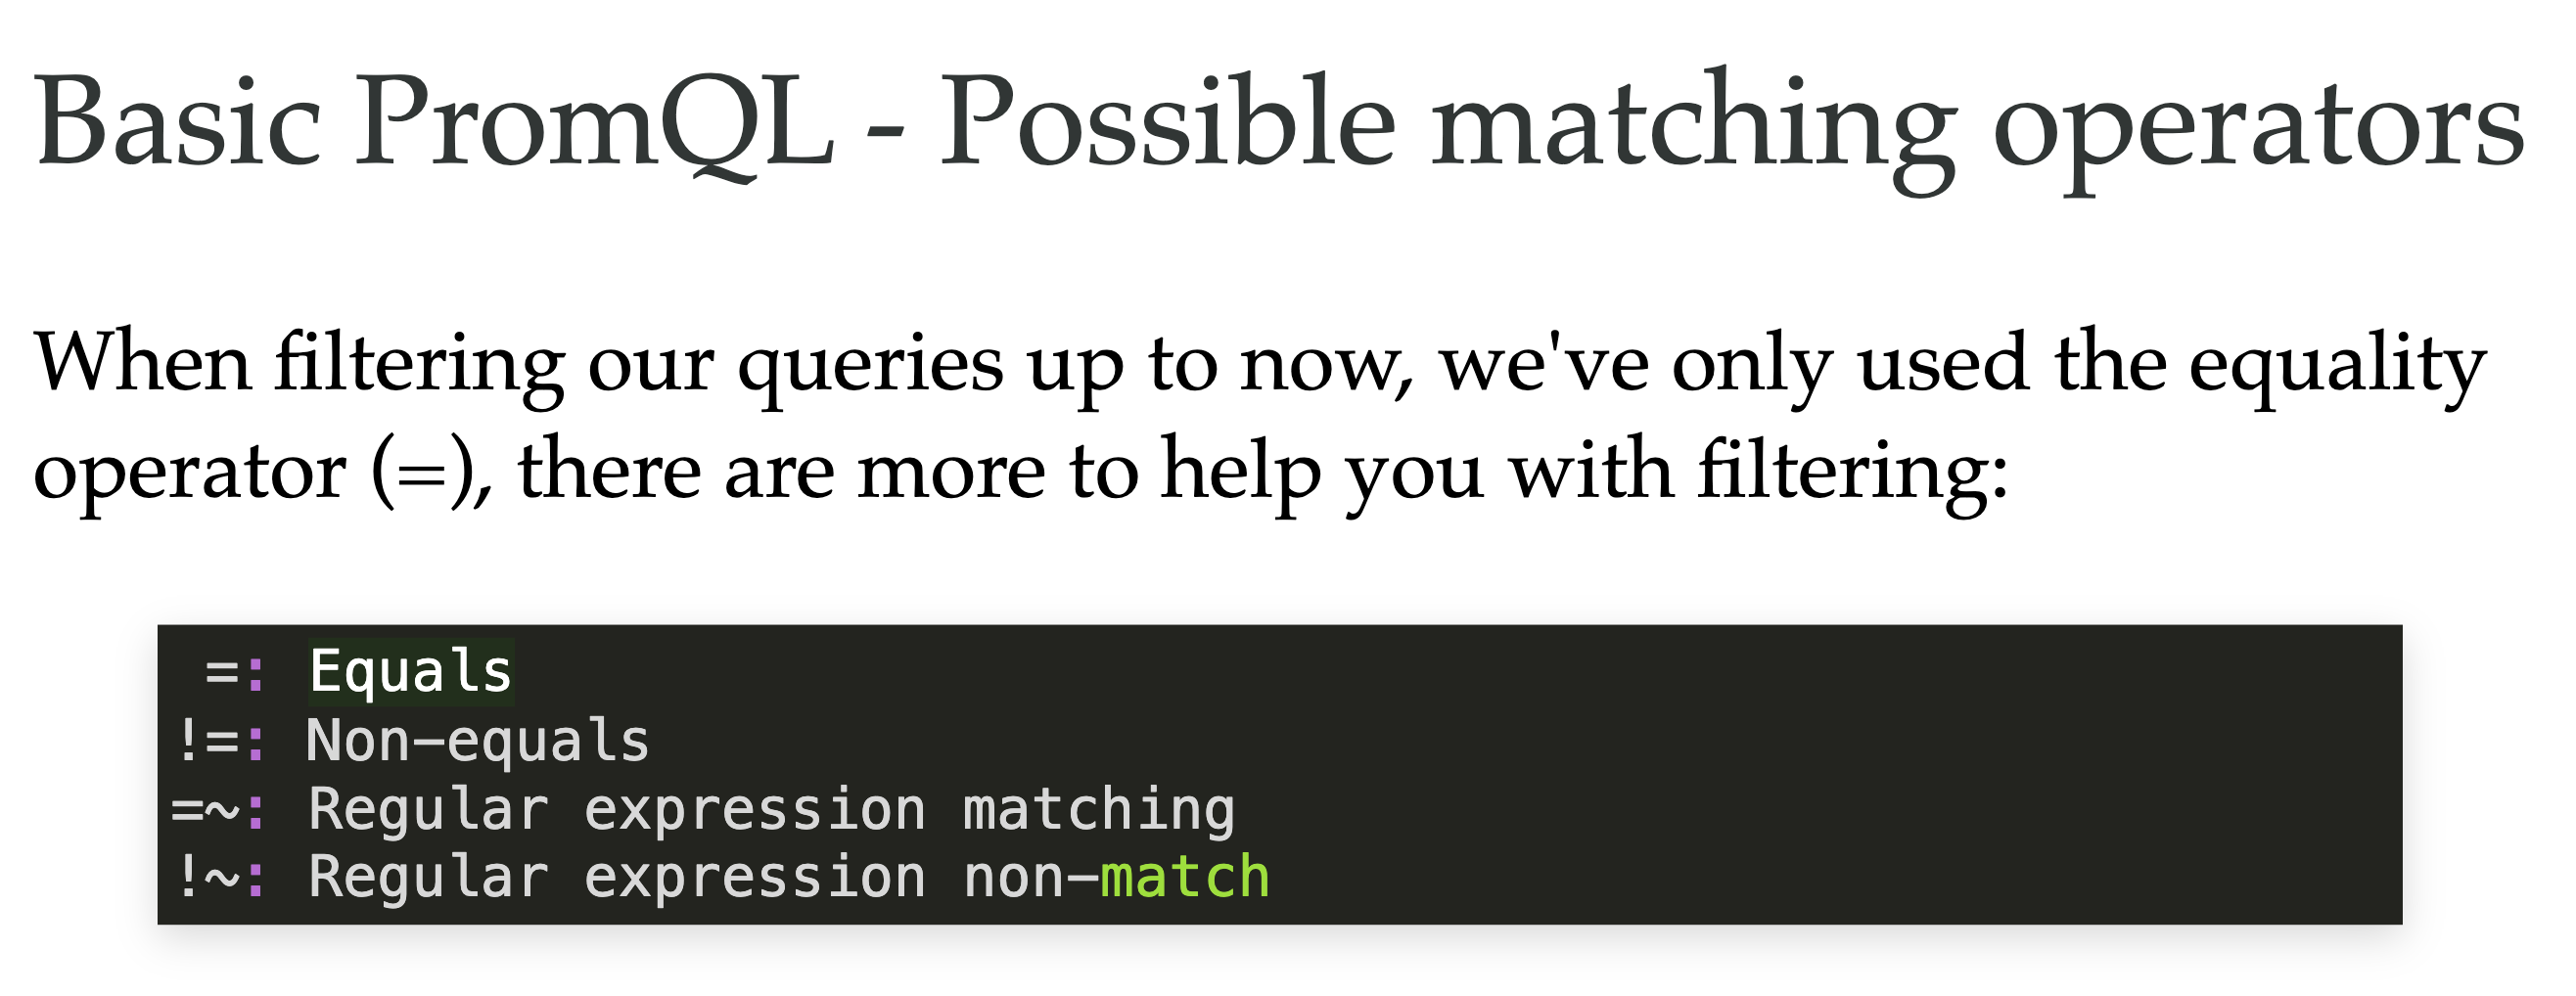 Basic PromQL - Possible matching operators
When filtering our queries up to now, we've only used the equality
operator (=), there are more to help you with filtering:
=: Equals
!=: Non-equals
=~: Regular expression matching
!~: Regular expression non-match